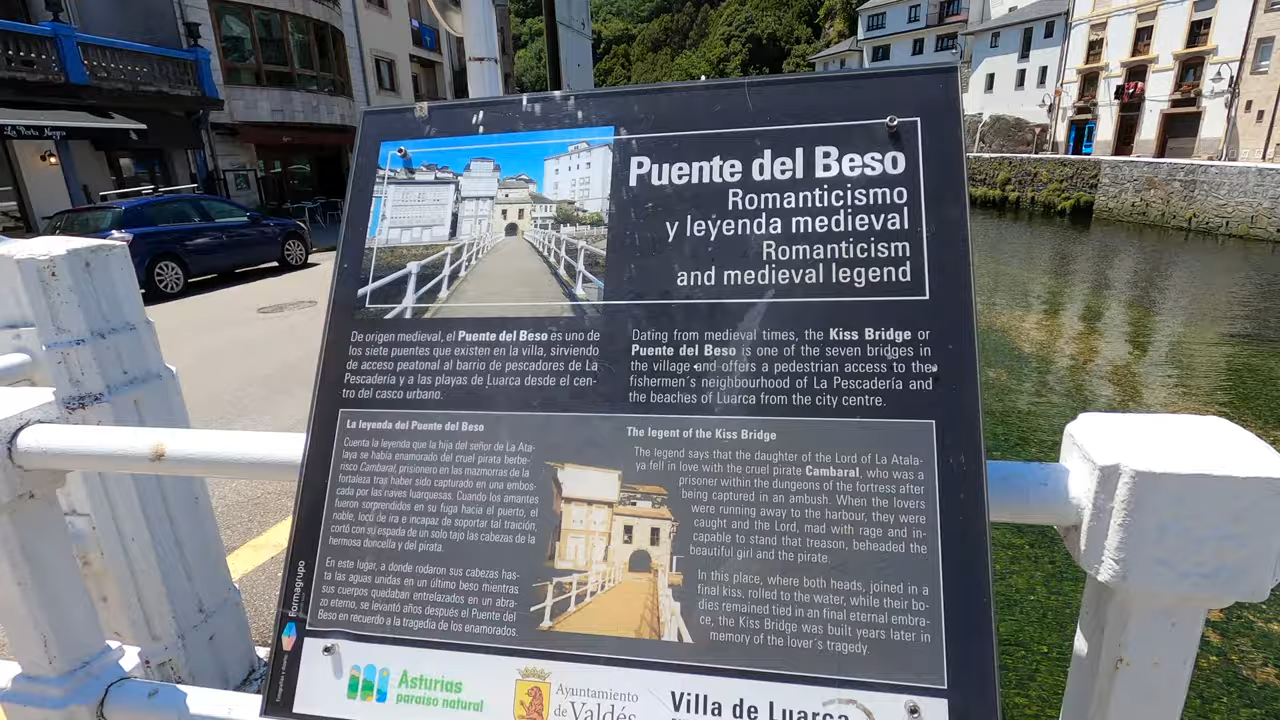 La Porta Negra
Puente del Beso
Romanticismo
y leyenda medieval
Romanticism
and medieval legend
De origen medieval, el Puente del Beso es uno de
los siete puentes que existen en la villa, sirviendo
de acceso peatonal al barrio de pescadores de La
Pescadería y a las playas de Luarca desde el cen-
tro del casco urbano.
Dating from medieval times, the Kiss Bridge or
Puente del Beso is one of the seven bridges in
the village and offers a pedestrian access to the
fishermen´s neighbourhood of La Pescadería and
the beaches of Luarca from the city centre.
La leyenda del Puente del Beso
Cuenta la leyenda que la hija del señor de La Ata-
laya se había enamorado del cruel pirata berbe-
risco Cambaral, prisionero en las mazmorras de la
fortaleza tras haber sido capturado en una embos-
cada por las naves luarquesas. Cuando los amantes
fueron sorprendidos en su fuga hacia el puerto, el
noble, loco de ira e incapaz de soportar tal traición,
cortó con su espada de un solo tajo las cabezas de la
hermosa doncella y del pirata.
En este lugar, a donde rodaron sus cabezas has-
ta las aguas unidas en un último beso mientras
sus cuerpos quedaban entrelazados en un abra-
zo eterno, se levantó años después el Puente del
Beso en recuerdo a la tragedia de los enamorados.
The legent of the Kiss Bridge
The legend says that the daughter of the Lord of La Atala-
ya fell in love with the cruel pirate Cambaral, who was a
prisoner within the dungeons of the fortress after
being captured in an ambush. When the lovers
were running away to the harbour, they were
caught and the Lord, mad with rage and in-
capable to stand that treason, beheaded the
beautiful girl and the pirate.
In this place, where both heads, joined in a
final kiss, rolled to the water, while their bo-
dies remained tied in an final eternal embra-
ce, the Kiss Bridge was built years later in
memory of the lover´s tragedy.
Formagrupo
Asturias
paraíso natural
Ayuntamiento
de Valdés
Villa de Luarca